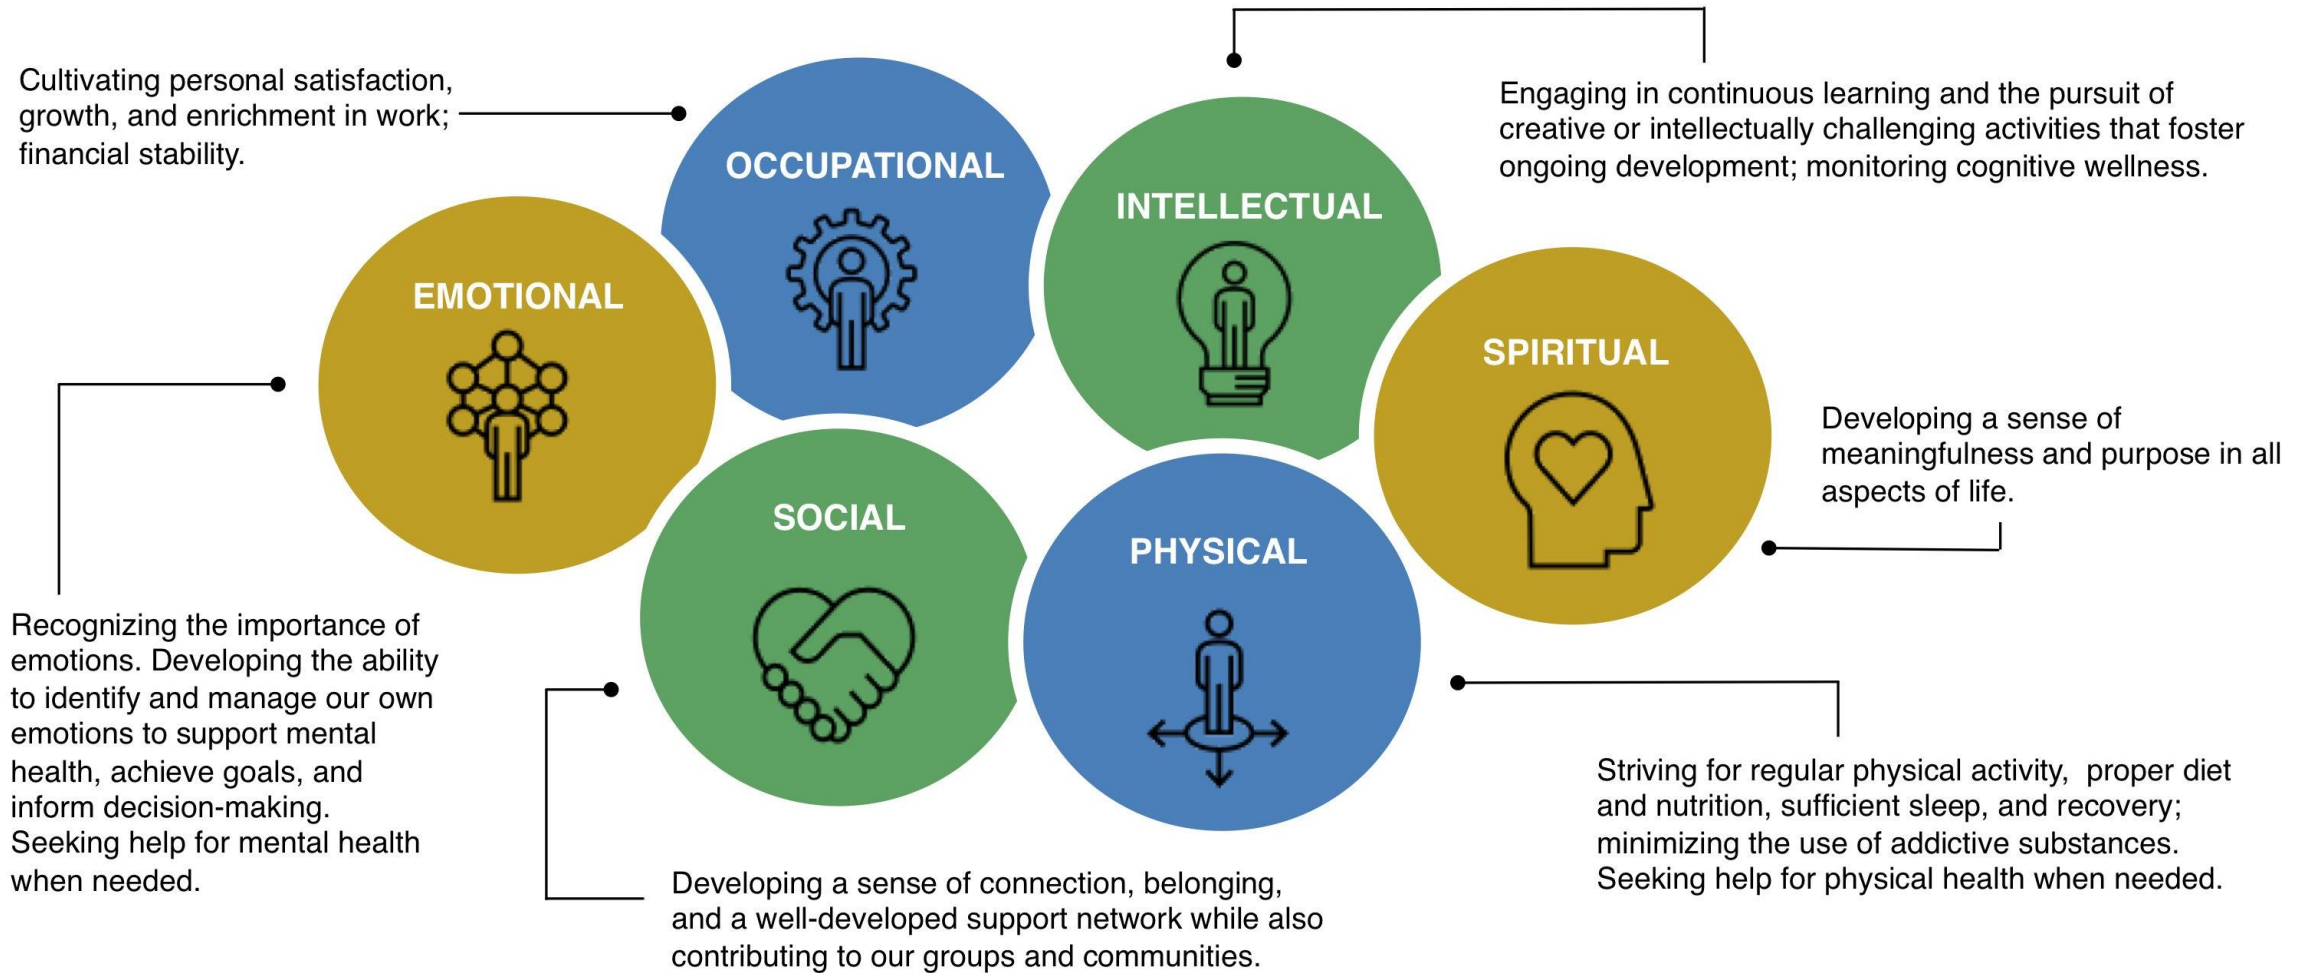 Cultivating personal satisfaction,
growth, and enrichment in work;
financial stability.
OCCUPATIONAL
Engaging in continuous learning and the pursuit of
creative or intellectually challenging activities that foster
ongoing development; monitoring cognitive wellness.
INTELLECTUAL
EMOTIONAL
SPIRITUAL
Developing a sense of
meaningfulness and purpose in all
aspects of life.
SOCIAL
PHYSICAL
Recognizing the importance of
emotions. Developing the ability
to identify and manage our own
emotions to support mental
health, achieve goals, and
inform decision-making.
Seeking help for mental health
when needed.
Developing a sense of connection, belonging,
and a well-developed support network while also
contributing to our groups and communities.
Striving for regular physical activity,  proper diet
and nutrition, sufficient sleep, and recovery;
minimizing the use of addictive substances.
Seeking help for physical health when needed.